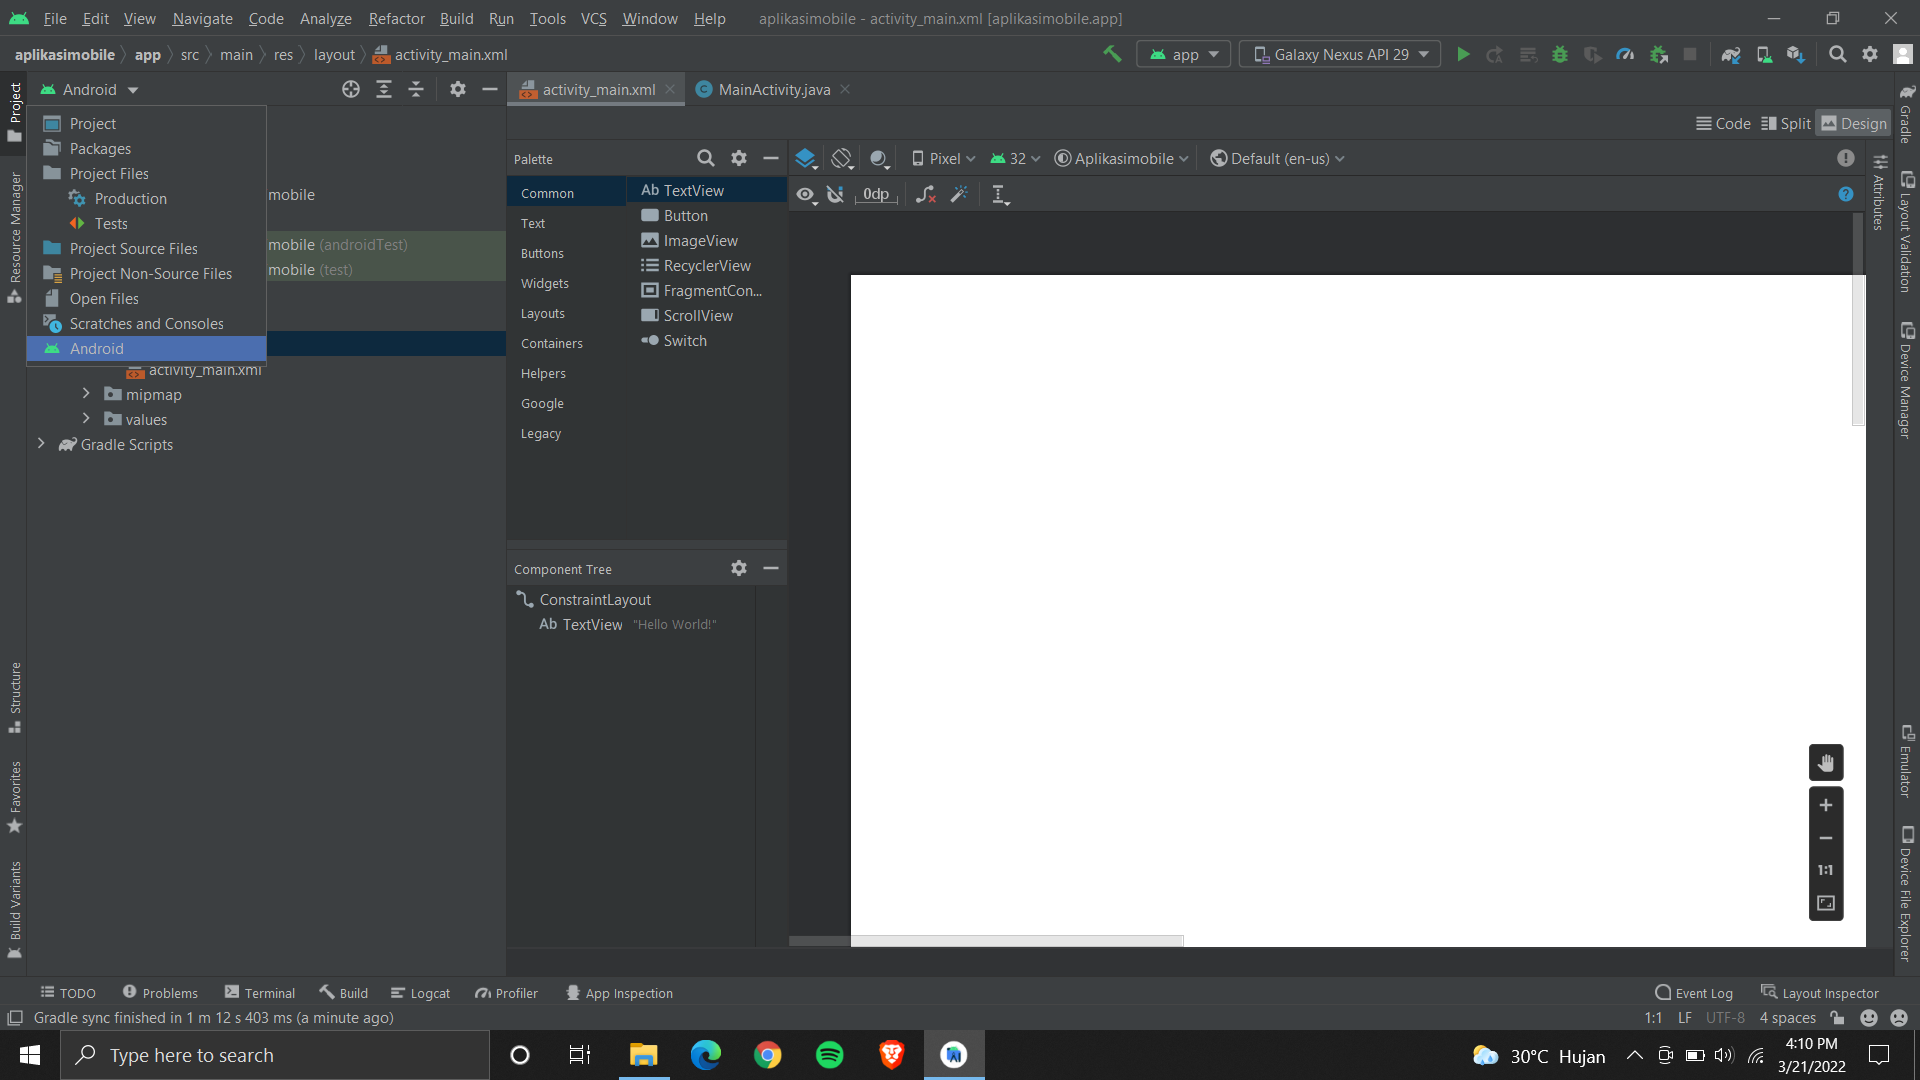 File Edit View Navigate Code Analyze Refactor Build Run Tools VCS Window Help aplikasimobile - activity_main.xml [aplikasimobile.app]
aplikasimobile app src main res layout activity_main.xml app Galaxy Nexus API 29
Project
Resource Manager
Structure
Favorites
Build Variants
Android
Project
Packages
Project Files
Production
Tests
Project Source Files
Project Non-Source Files
Open Files
Scratches and Consoles
Android
mobile
mobile (androidTest)
mobile (test)
activity_main.xml
mipmap
values
Gradle Scripts
activity_main.xml MainActivity.java
Code Split Design
Palette
Common
Text
Buttons
Widgets
Layouts
Containers
Helpers
Google
Legacy
Ab TextView
Button
ImageView
RecyclerView
FragmentCon...
ScrollView
Switch
Pixel 32 Aplikasimobile Default (en-us)
0dp
Component Tree
ConstraintLayout
Ab TextView "Hello World!"
1:1
Attributes
Gradle
Layout Validation
Device Manager
Emulator
Device File Explorer
TODO Problems Terminal Build Logcat Profiler App Inspection Event Log Layout Inspector
Gradle sync finished in 1 m 12 s 403 ms (a minute ago) 1:1 LF UTF-8 4 spaces
Type here to search 30°C Hujan 4:10 PM
3/21/2022